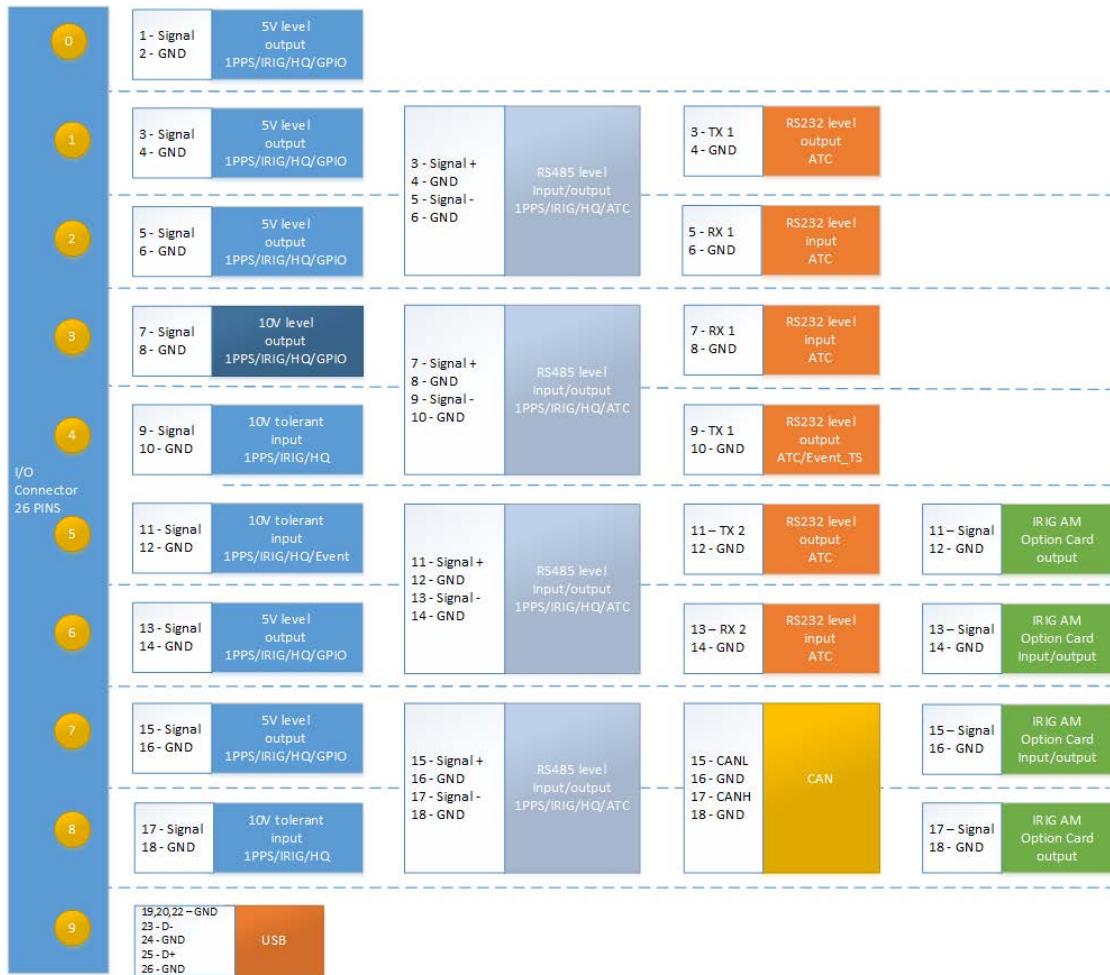 I/O
Connector
26 PINS
0
1 - Signal
2 - GND
5V level
output
1PPS/IRIG/HQ/GPIO
1
3 - Signal
4 - GND
5V level
output
1PPS/IRIG/HQ/GPIO
3 - Signal +
4 - GND
5 - Signal -
6 - GND
RS485 level
Input/output
1PPS/IRIG/HQ/ATC
3 - TX 1
4 - GND
RS232 level
output
ATC
2
5 - Signal
6 - GND
5V level
output
1PPS/IRIG/HQ/GPIO
5 - RX 1
6 - GND
RS232 level
input
ATC
3
7 - Signal
8 - GND
10V level
output
1PPS/IRIG/HQ/GPIO
7 - Signal +
8 - GND
9 - Signal -
10 - GND
RS485 level
Input/output
1PPS/IRIG/HQ/ATC
7 - RX 1
8 - GND
RS232 level
input
ATC
4
9 - Signal
10 - GND
10V tolerant
input
1PPS/IRIG/HQ
9 - TX 1
10 - GND
RS232 level
output
ATC/Event_TS
5
11 - Signal
12 - GND
10V tolerant
input
1PPS/IRIG/HQ/Event
11 - Signal +
12 - GND
13 - Signal -
14 - GND
RS485 level
Input/output
1PPS/IRIG/HQ/ATC
11 – TX 2
12 - GND
RS232 level
output
ATC
11 – Signal
12 - GND
IRIG AM
Option Card
output
6
13 - Signal
14 - GND
5V level
output
1PPS/IRIG/HQ/GPIO
13 – RX 2
14 - GND
RS232 level
input
ATC
13 – Signal
14 - GND
IRIG AM
Option Card
Input/output
7
15 - Signal
16 - GND
5V level
output
1PPS/IRIG/HQ/GPIO
15 - Signal +
16 - GND
17 - Signal -
18 - GND
RS485 level
Input/output
1PPS/IRIG/HQ/ATC
15 - CANL
16 - GND
17 - CANH
18 - GND
CAN
15 – Signal
16 - GND
IRIG AM
Option Card
Input/output
8
17 - Signal
18 - GND
10V tolerant
input
1PPS/IRIG/HQ
17 – Signal
18 - GND
IRIG AM
Option Card
output
9
19,20,22 – GND
23 - D-
24 - GND
25 - D+
26 - GND
USB